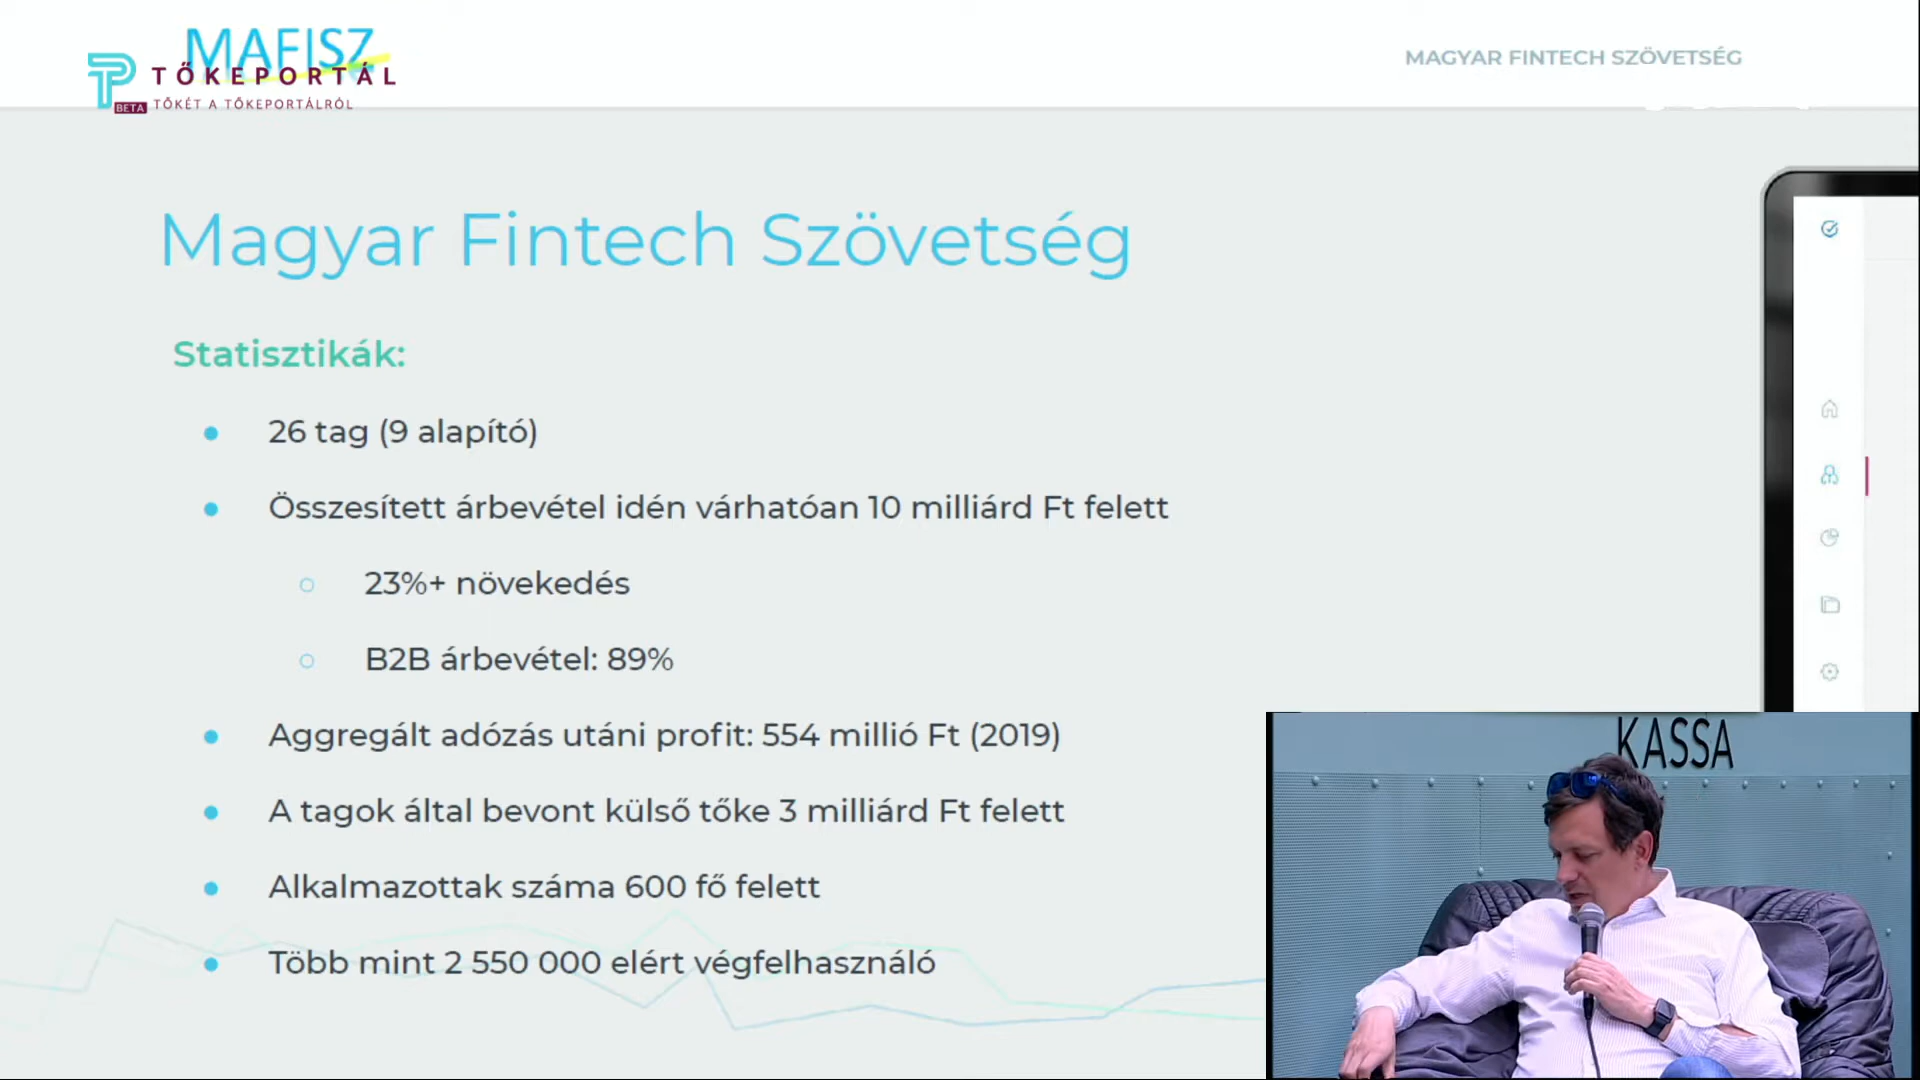 MAFISZ
TŐKEPORTÁL
BETA TŐKÉT A TŐKEPORTÁLRÓL
MAGYAR FINTECH SZÖVETSÉG
Magyar Fintech Szövetség
Statisztikák:
26 tag (9 alapító)
Összesített árbevétel idén várhatóan 10 milliárd Ft felett
23%+ növekedés
B2B árbevétel: 89%
Aggregált adózás utáni profit: 554 millió Ft (2019)
A tagok által bevont külső tőke 3 milliárd Ft felett
Alkalmazottak száma 600 fő felett
Több mint 2 550 000 elért végfelhasználó
KASSA